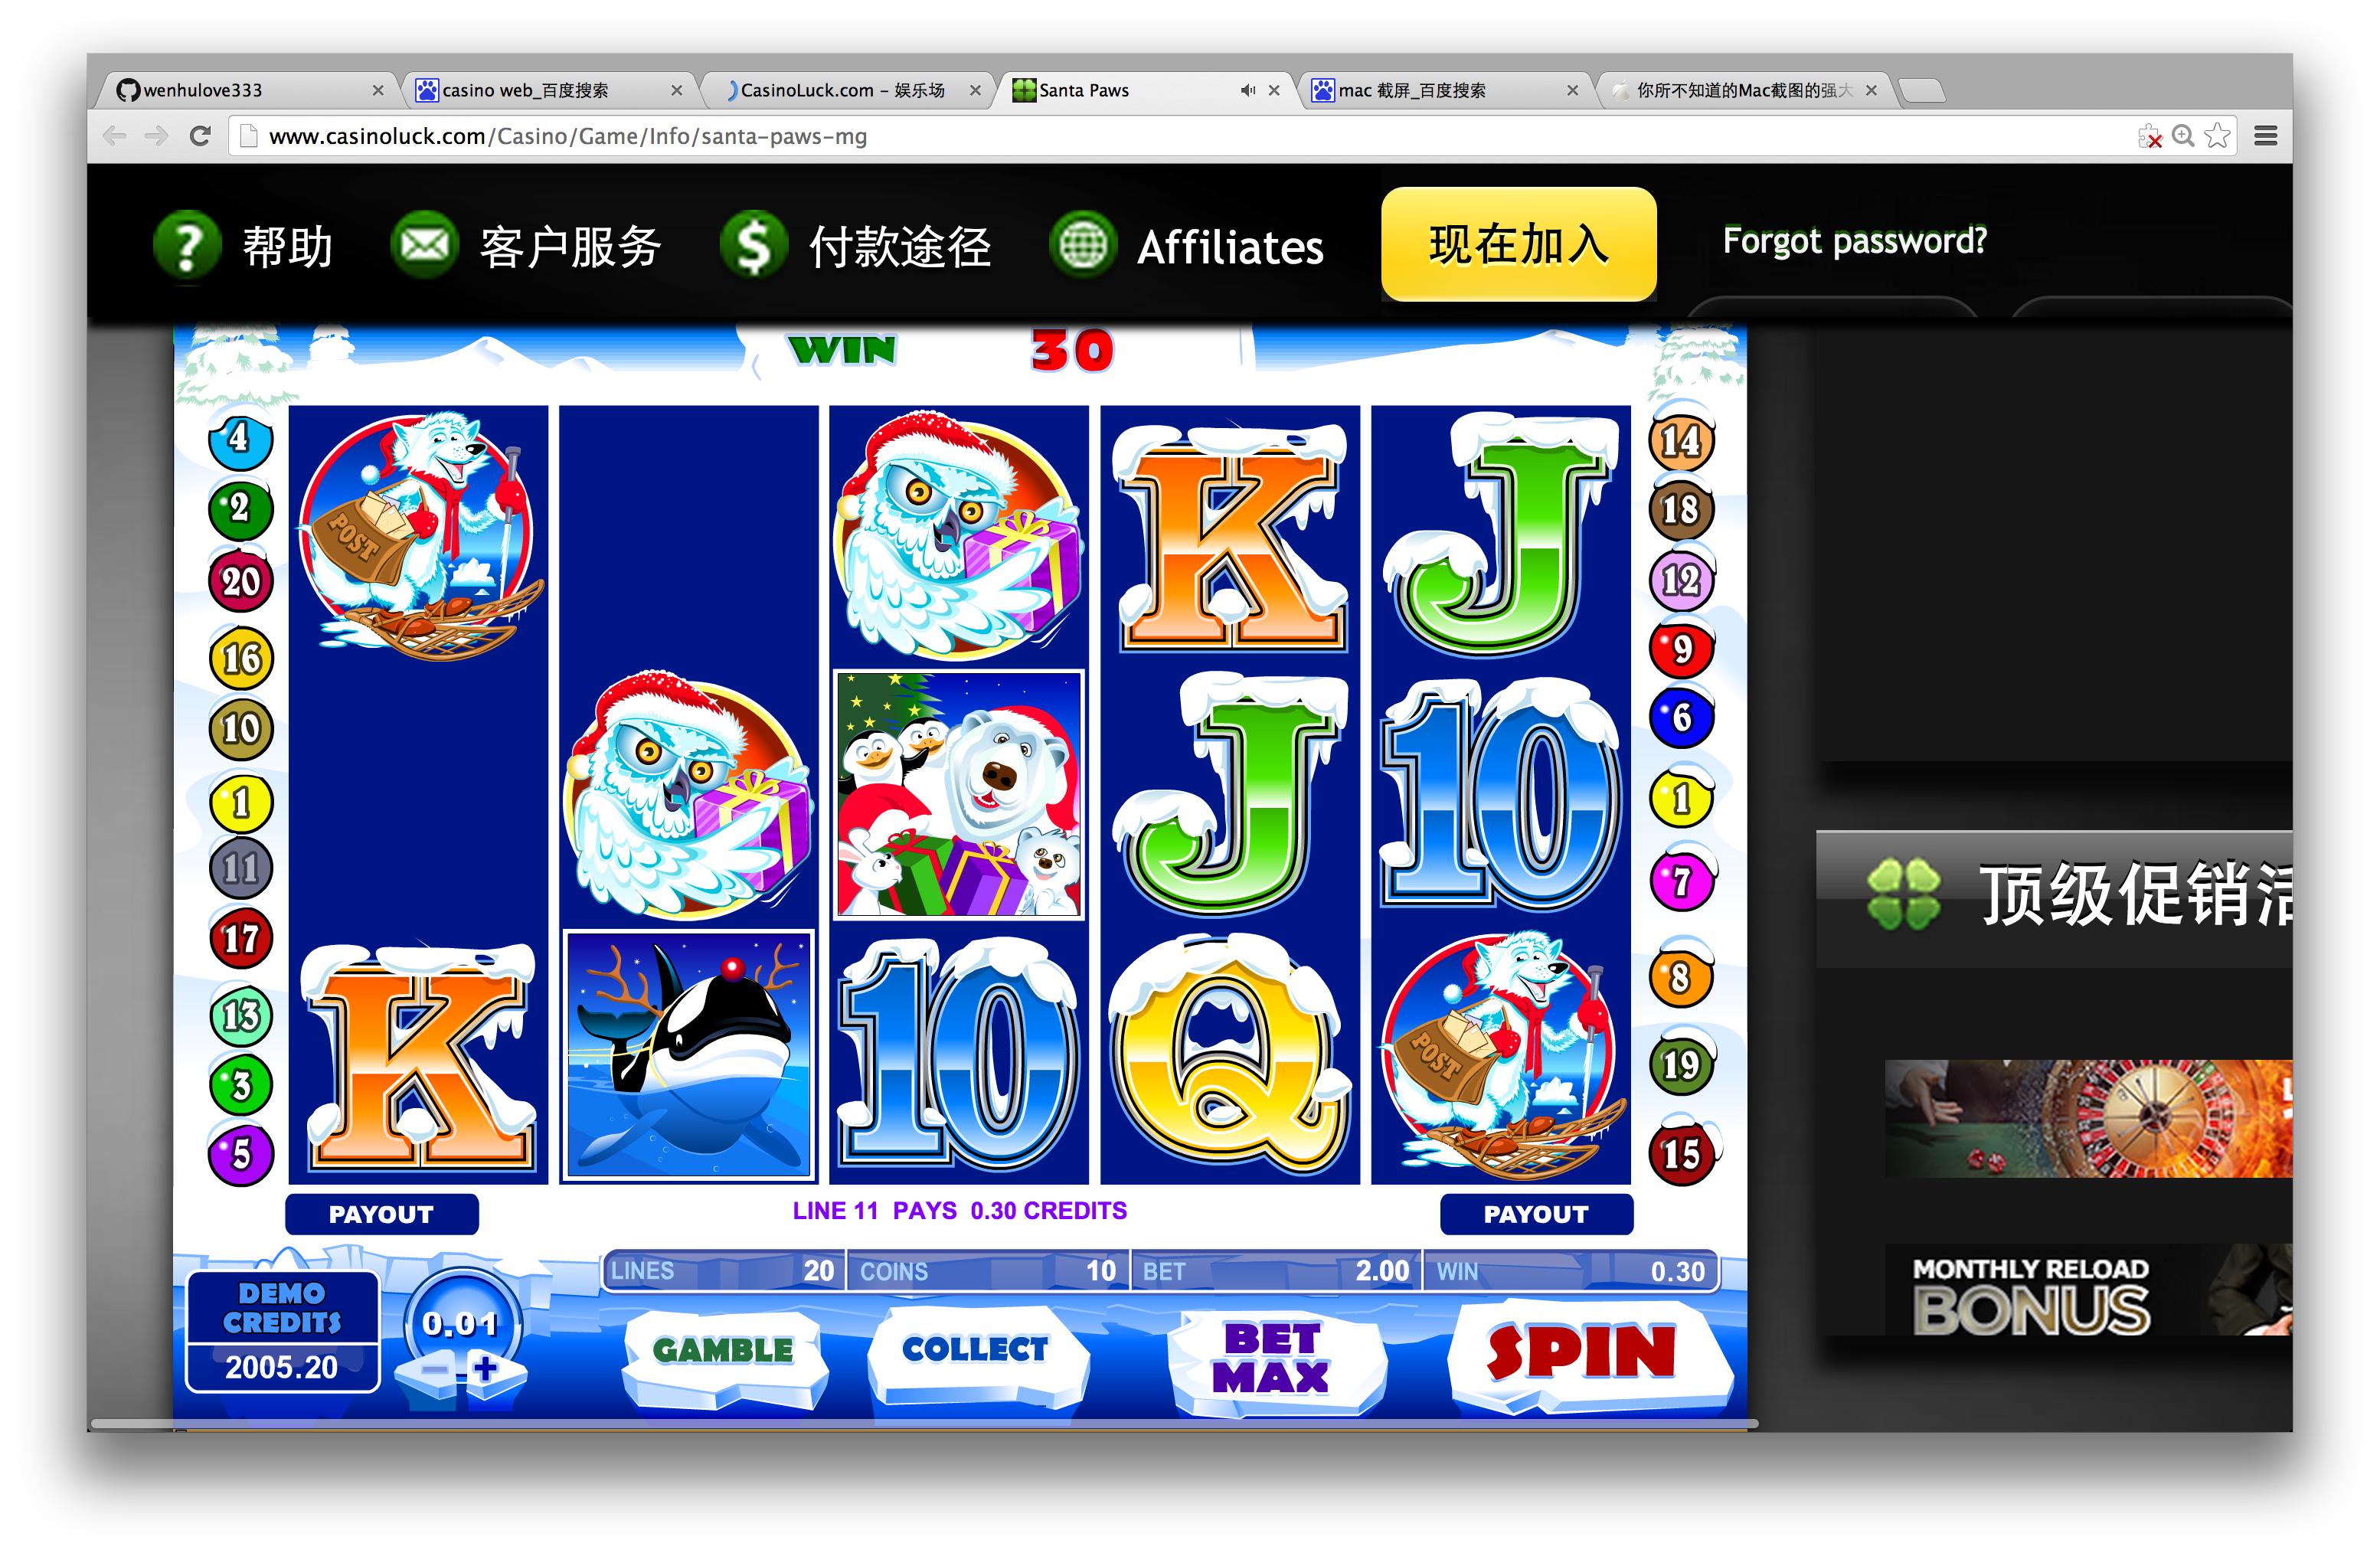 wenhulove333
casino web_百度搜索
CasinoLuck.com – 娱乐场
Santa Paws
mac 截屏_百度搜索
你所不知道的Mac截图的强大
www.casinoluck.com/Casino/Game/Info/santa-paws-mg
? 帮助
客户服务
$ 付款途径
Affiliates
现在加入
Forgot password?
WIN 30
4
2
20
16
10
1
11
17
13
3
5
POST
K
K
J
J
10
10
Q
POST
14
18
12
9
6
1
7
8
19
15
PAYOUT
LINE 11 PAYS 0.30 CREDITS
PAYOUT
LINES 20
COINS 10
BET 2.00
WIN 0.30
DEMO
CREDITS
2005.20
0.01
− +
GAMBLE
COLLECT
BET
MAX
SPIN
顶级促销活
MONTHLY RELOAD
BONUS